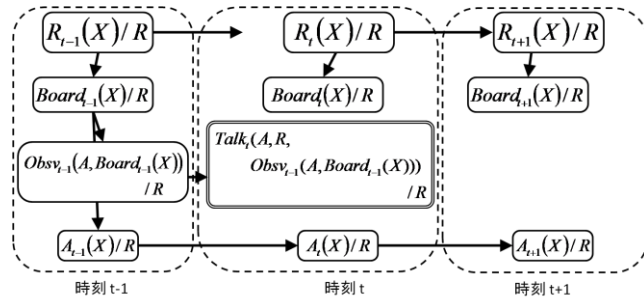 R_{t-1}(X)/R
R_t(X)/R
R_{t+1}(X)/R
Board_{t-1}(X)/R
Board_t(X)/R
Board_{t+1}(X)/R
Obsv_{t-1}(A,Board_{t-1}(X))
/R
Talk_t(A,R,
Obsv_{t-1}(A,Board_{t-1}(X)))
/R
A_{t-1}(X)/R
A_t(X)/R
A_{t+1}(X)/R
時刻 t-1
時刻 t
時刻 t+1